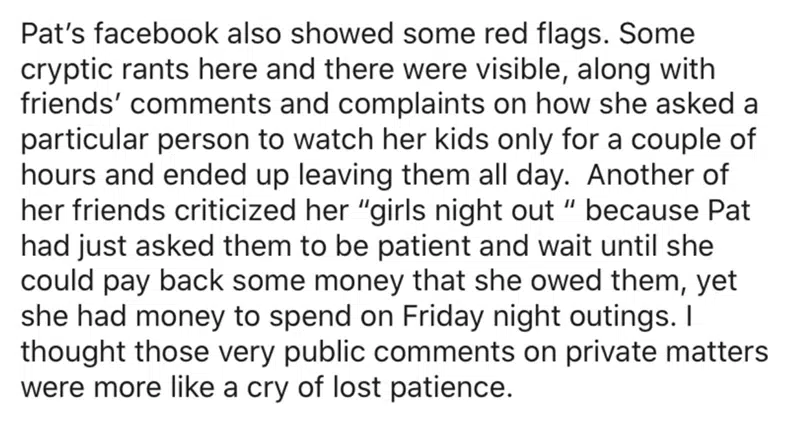 Pat’s facebook also showed some red flags. Some
cryptic rants here and there were visible, along with
friends’ comments and complaints on how she asked a
particular person to watch her kids only for a couple of
hours and ended up leaving them all day.  Another of
her friends criticized her “girls night out “ because Pat
had just asked them to be patient and wait until she
could pay back some money that she owed them, yet
she had money to spend on Friday night outings. I
thought those very public comments on private matters
were more like a cry of lost patience.